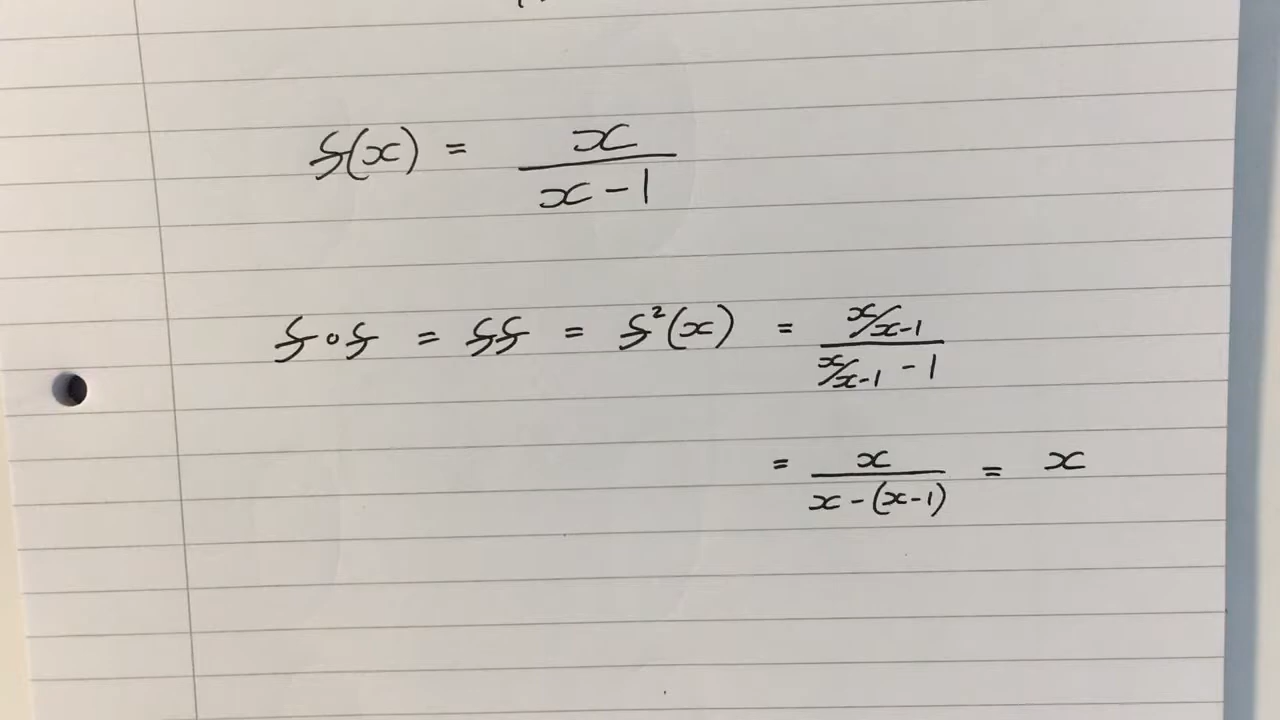 f(x) = x/(x - 1)
f∘f = ff = f²(x) = (x/x-1)/(x/x-1 - 1)
= x/(x - (x-1)) = x